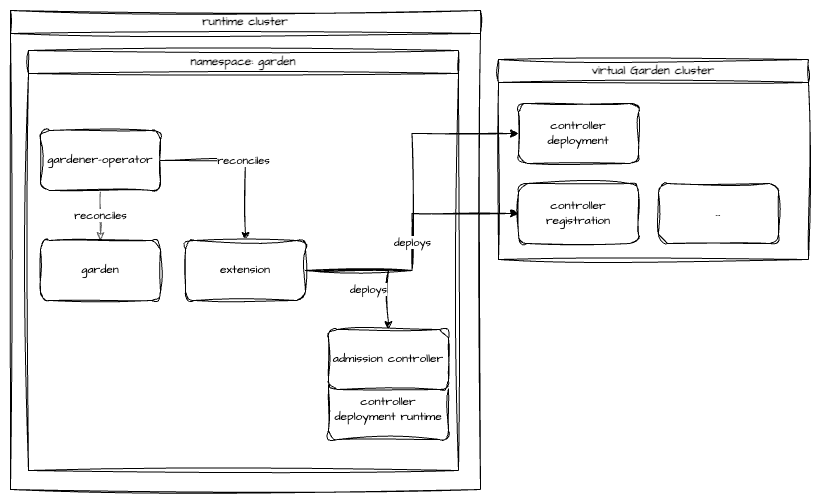 runtime cluster
namespace: garden
virtual Garden cluster
controller
deployment
gardener-operator
reconciles
reconciles
controller
registration
..
deploys
garden
extension
deploys
admission controller
controller
deployment runtime